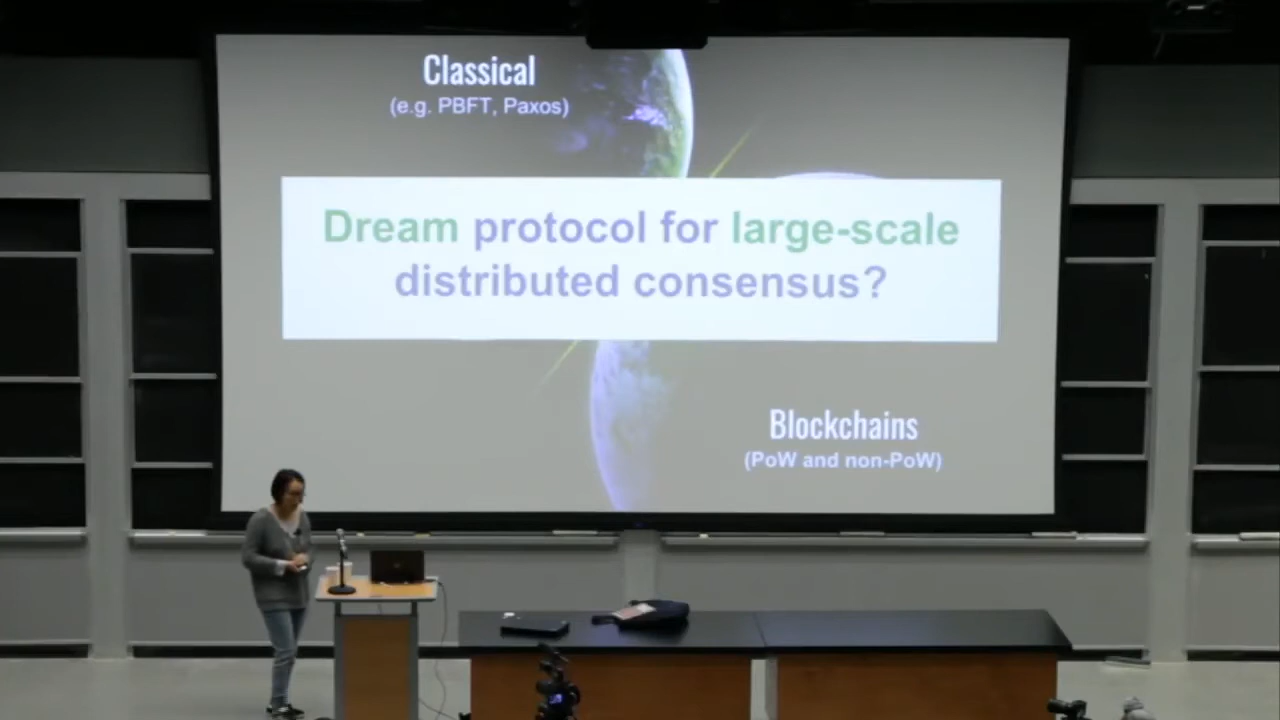 Classical
(e.g. PBFT, Paxos)
Dream protocol for large-scale
distributed consensus?
Blockchains
(PoW and non-PoW)